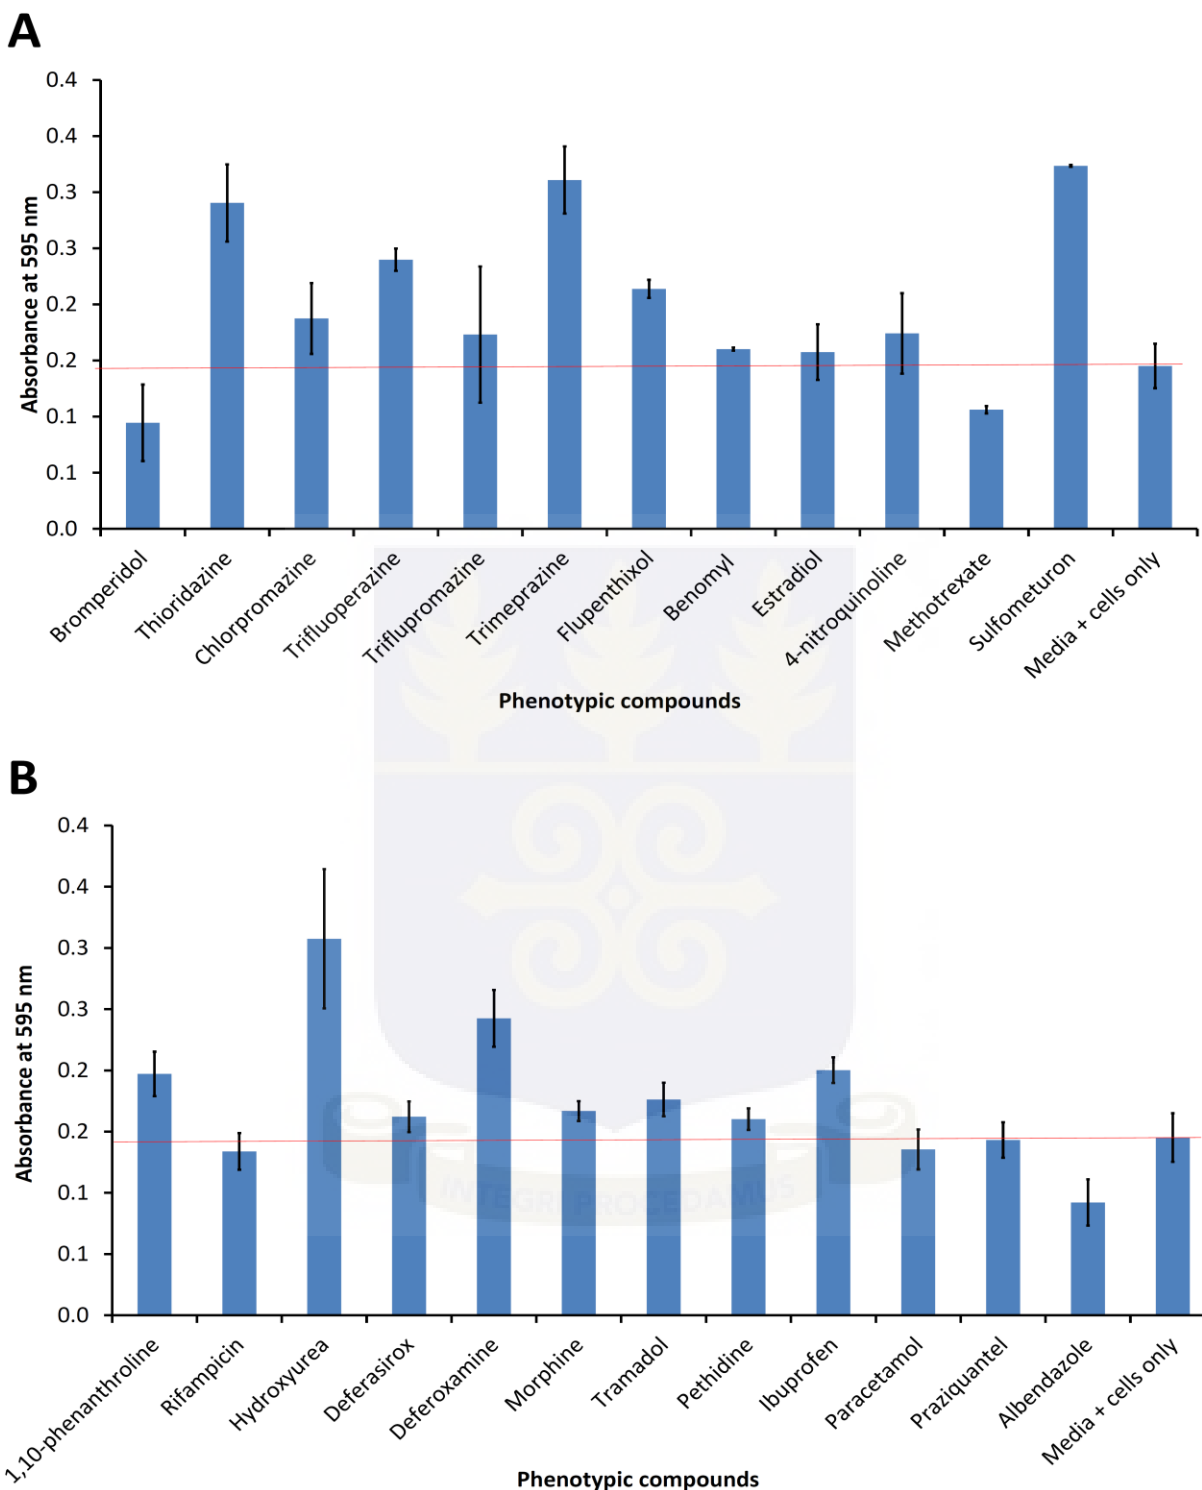 A
0.4
0.4
0.3
0.3
0.2
0.2
0.1
0.1
0.0
Absorbance at 595 nm
Bromperidol
Thioridazine
Chlorpromazine
Trifluoperazine
Triflupromazine
Trimeprazine
Flupenthixol
Benomyl
Estradiol
4-nitroquinoline
Methotrexate
Sulfometuron
Media + cells only
Phenotypic compounds
B
0.4
0.4
0.3
0.3
0.2
0.2
0.1
0.1
0.0
Absorbance at 595 nm
INTEGRI PROCEDAMUS
1,10-phenanthroline
Rifampicin
Hydroxyurea
Deferasirox
Deferoxamine
Morphine
Tramadol
Pethidine
Ibuprofen
Paracetamol
Praziquantel
Albendazole
Media + cells only
Phenotypic compounds